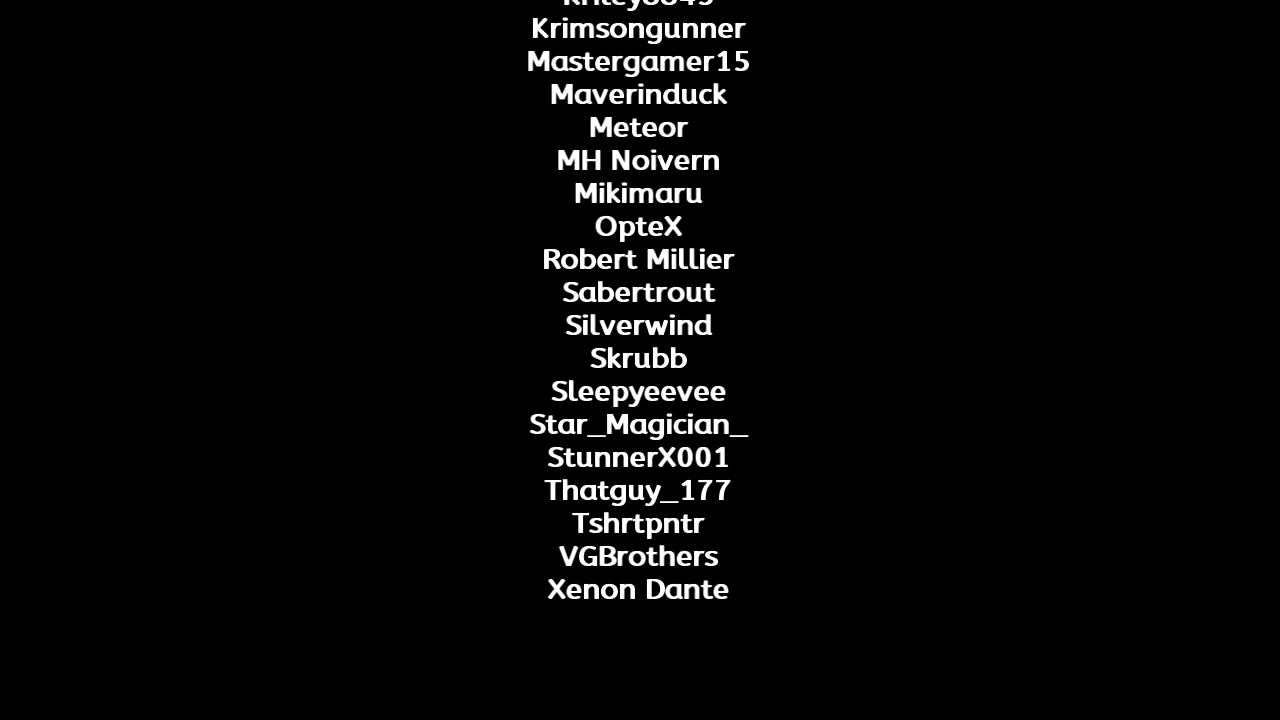 Krimsongunner
Mastergamer15
Maverinduck
Meteor
MH Noivern
Mikimaru
OpteX
Robert Millier
Sabertrout
Silverwind
Skrubb
Sleepyeevee
Star_Magician_
StunnerX001
Thatguy_177
Tshrtpntr
VGBrothers
Xenon Dante